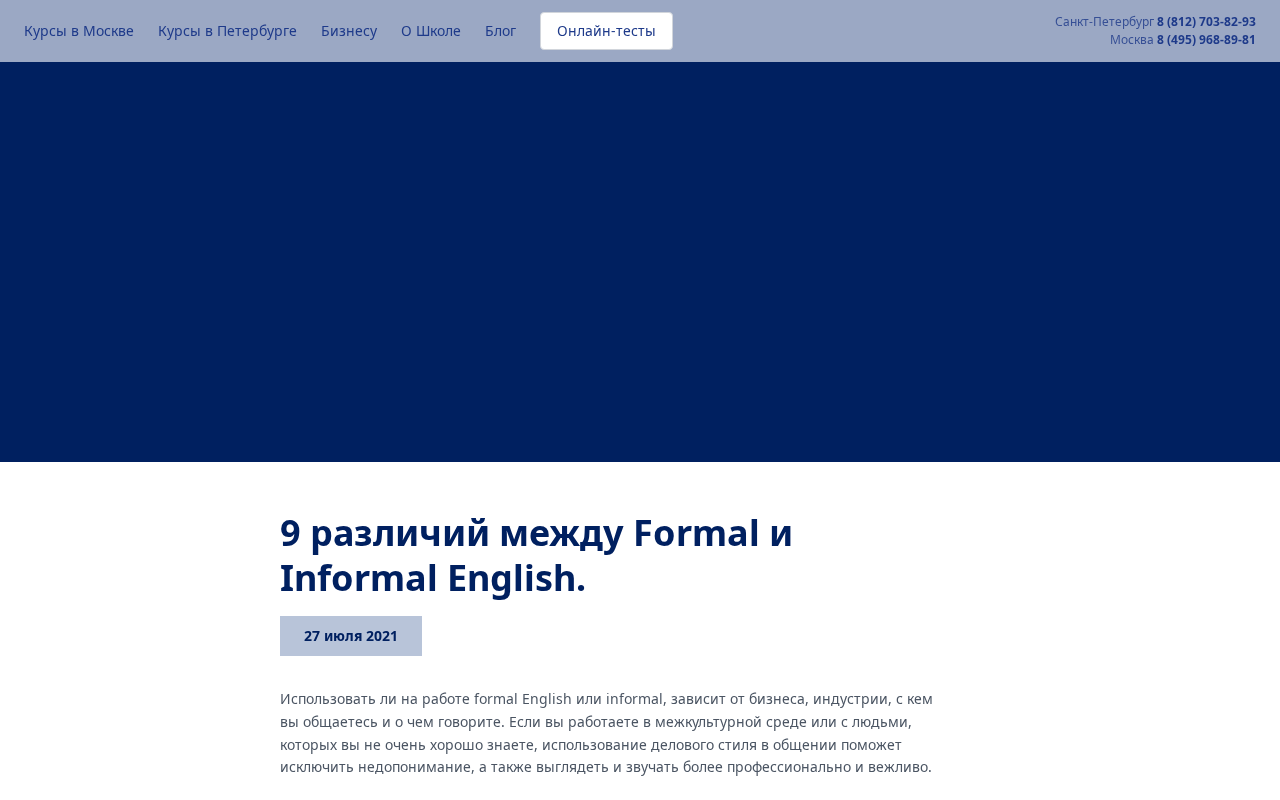 Курсы в Москве
Курсы в Петербурге
Бизнесу
О Школе
Блог
Онлайн-тесты
Санкт-Петербург 8 (812) 703-82-93
Москва 8 (495) 968-89-81
9 различий между Formal и
Informal English.
27 июля 2021
Использовать ли на работе formal English или informal, зависит от бизнеса, индустрии, с кем
вы общаетесь и о чем говорите. Если вы работаете в межкультурной среде или с людьми,
которых вы не очень хорошо знаете, использование делового стиля в общении поможет
исключить недопонимание, а также выглядеть и звучать более профессионально и вежливо.